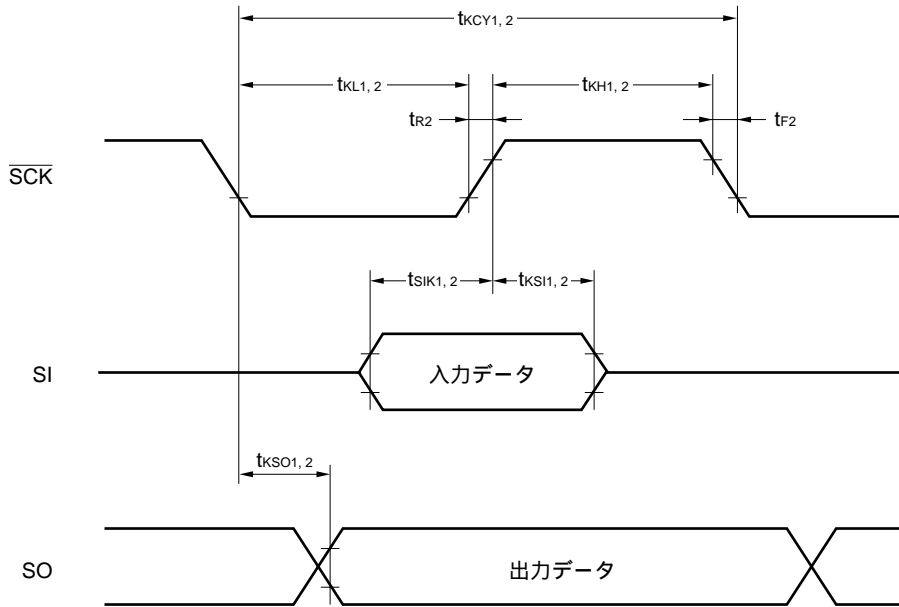 tKCY1, 2
tKL1, 2
tKH1, 2
tR2
tF2
SCK
tSIK1, 2
tKSI1, 2
SI
入力データ
tKSO1, 2
SO
出力データ